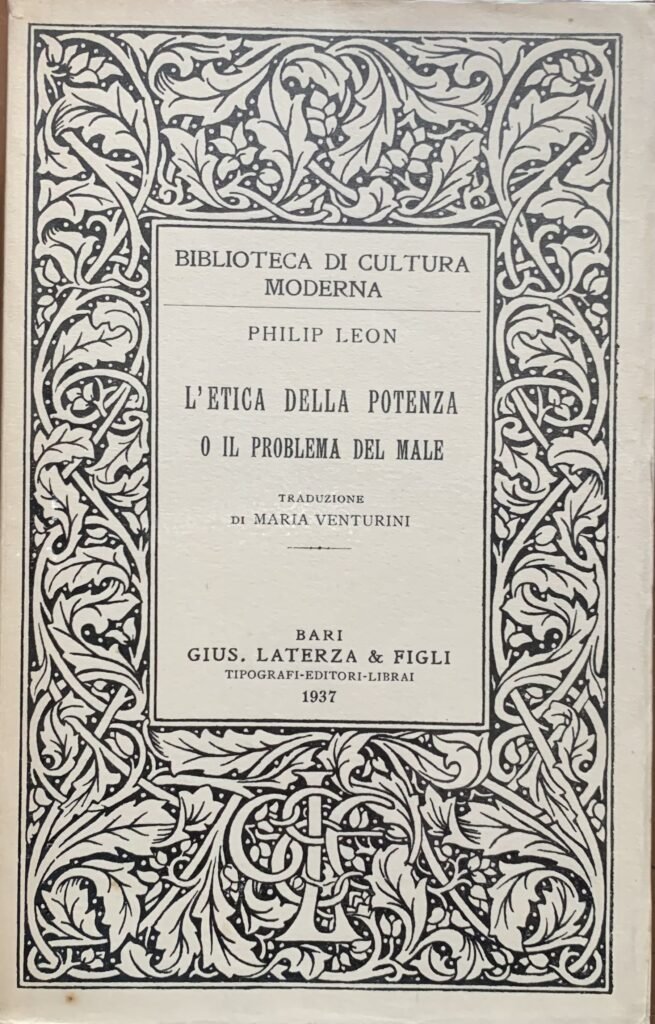 BIBLIOTECA DI CULTURA
MODERNA
PHILIP LEON
L'ETICA DELLA POTENZA
O IL PROBLEMA DEL MALE
TRADUZIONE
DI MARIA VENTURINI
BARI
GIUS. LATERZA & FIGLI
TIPOGRAFI-EDITORI-LIBRAI
1937